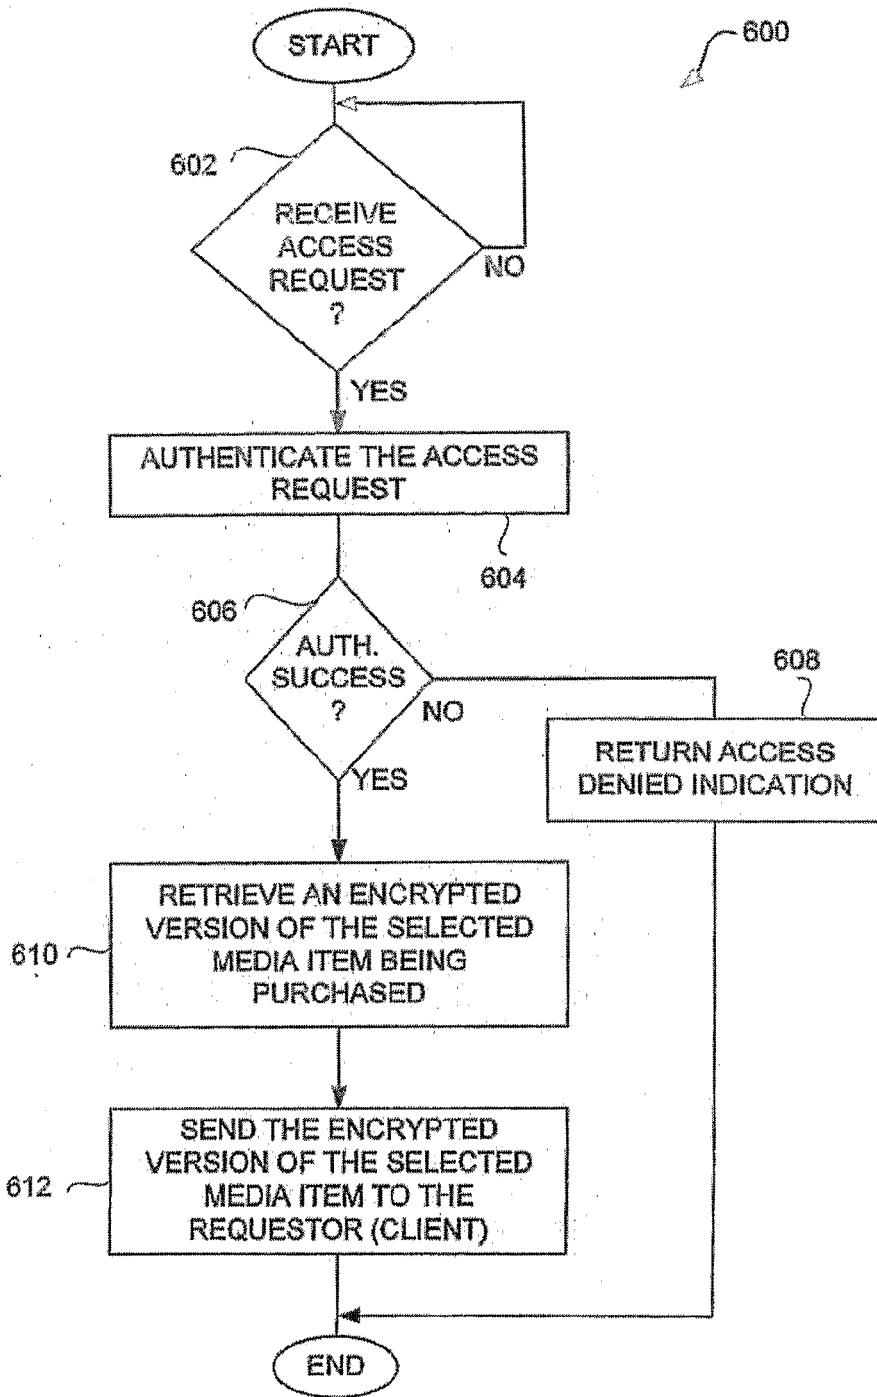 START
600
602
RECEIVE
ACCESS
REQUEST
?
NO
YES
AUTHENTICATE THE ACCESS
REQUEST
604
606
AUTH.
SUCCESS
?
NO
YES
608
RETURN ACCESS
DENIED INDICATION
610
RETRIEVE AN ENCRYPTED
VERSION OF THE SELECTED
MEDIA ITEM BEING
PURCHASED
612
SEND THE ENCRYPTED
VERSION OF THE SELECTED
MEDIA ITEM TO THE
REQUESTOR (CLIENT)
END